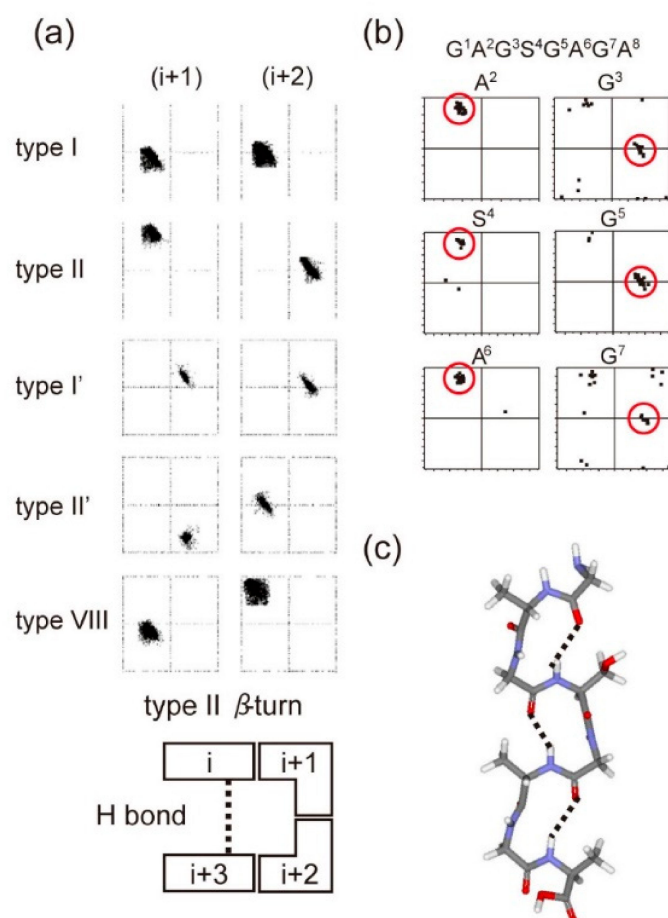 (a)
(i+1) (i+2)
type I
type II
type I'
type II'
type VIII
type II β-turn
i i+1
H bond
i+3 i+2
(b)
G¹A²G³S⁴G⁵A⁶G⁷A⁸
A² G³
S⁴ G⁵
A⁶ G⁷
(c)